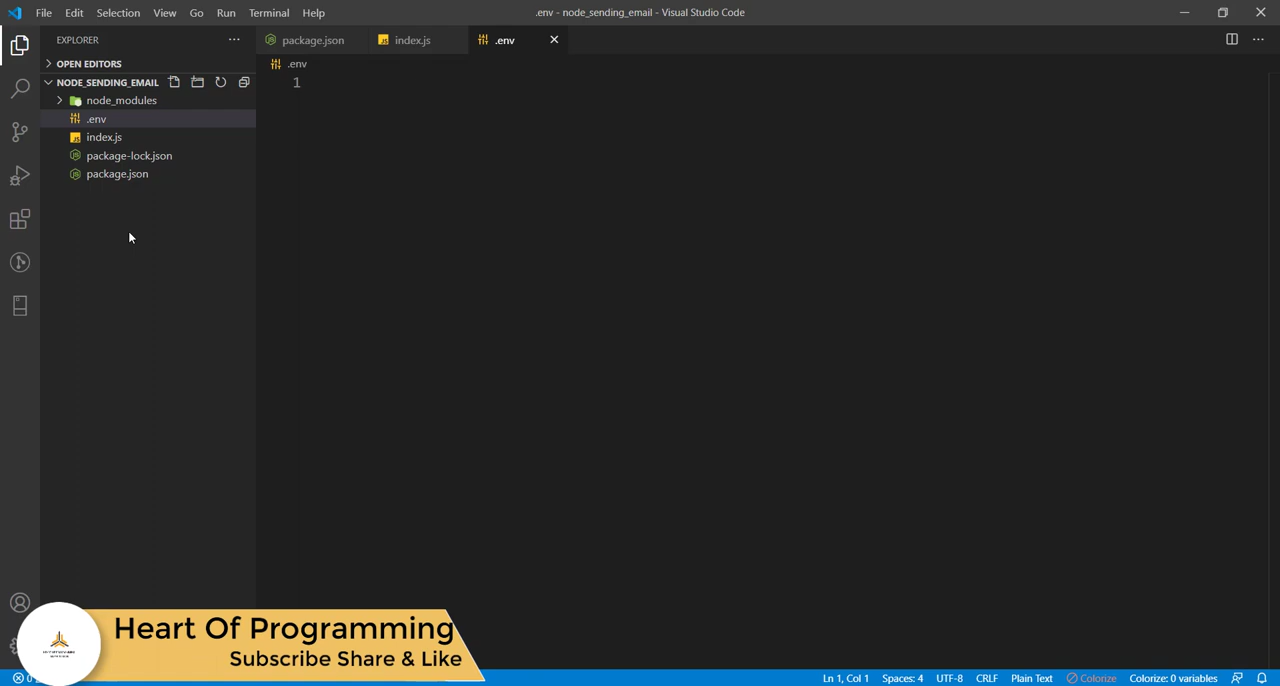 File Edit Selection View Go Run Terminal Help
.env - node_sending_email - Visual Studio Code
EXPLORER
package.json
index.js
.env
OPEN EDITORS
.env
NODE_SENDING_EMAIL
1
node_modules
.env
index.js
package-lock.json
package.json
Heart Of Programming
Subscribe Share & Like
0
Ln 1, Col 1 Spaces: 4 UTF-8 CRLF Plain Text Colorize Colorize: 0 variables